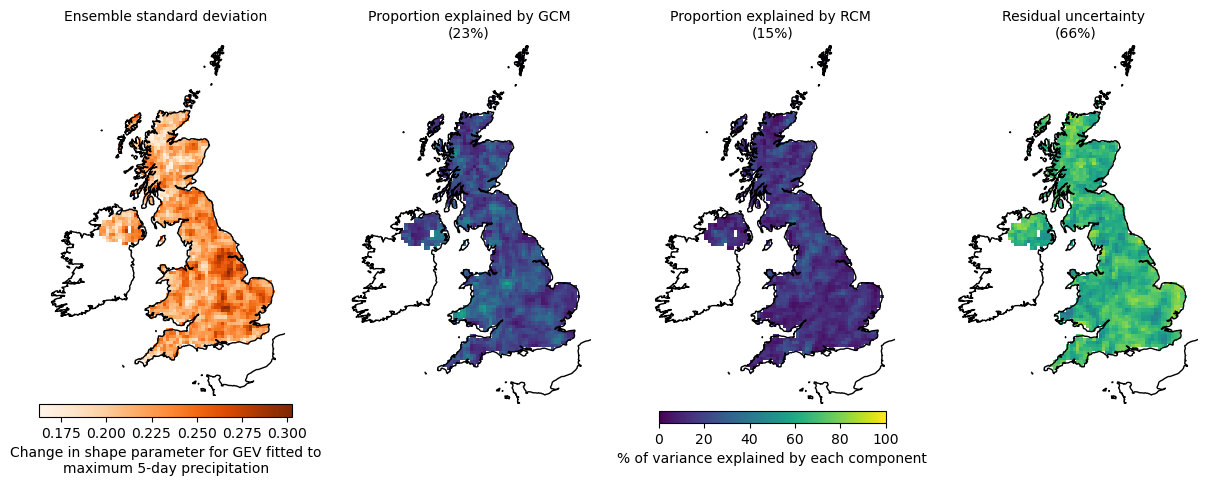 Ensemble standard deviation
Proportion explained by GCM
(23%)
Proportion explained by RCM
(15%)
Residual uncertainty
(66%)
0.175 0.200 0.225 0.250 0.275 0.300
Change in shape parameter for GEV fitted to
maximum 5-day precipitation
0 20 40 60 80 100
% of variance explained by each component